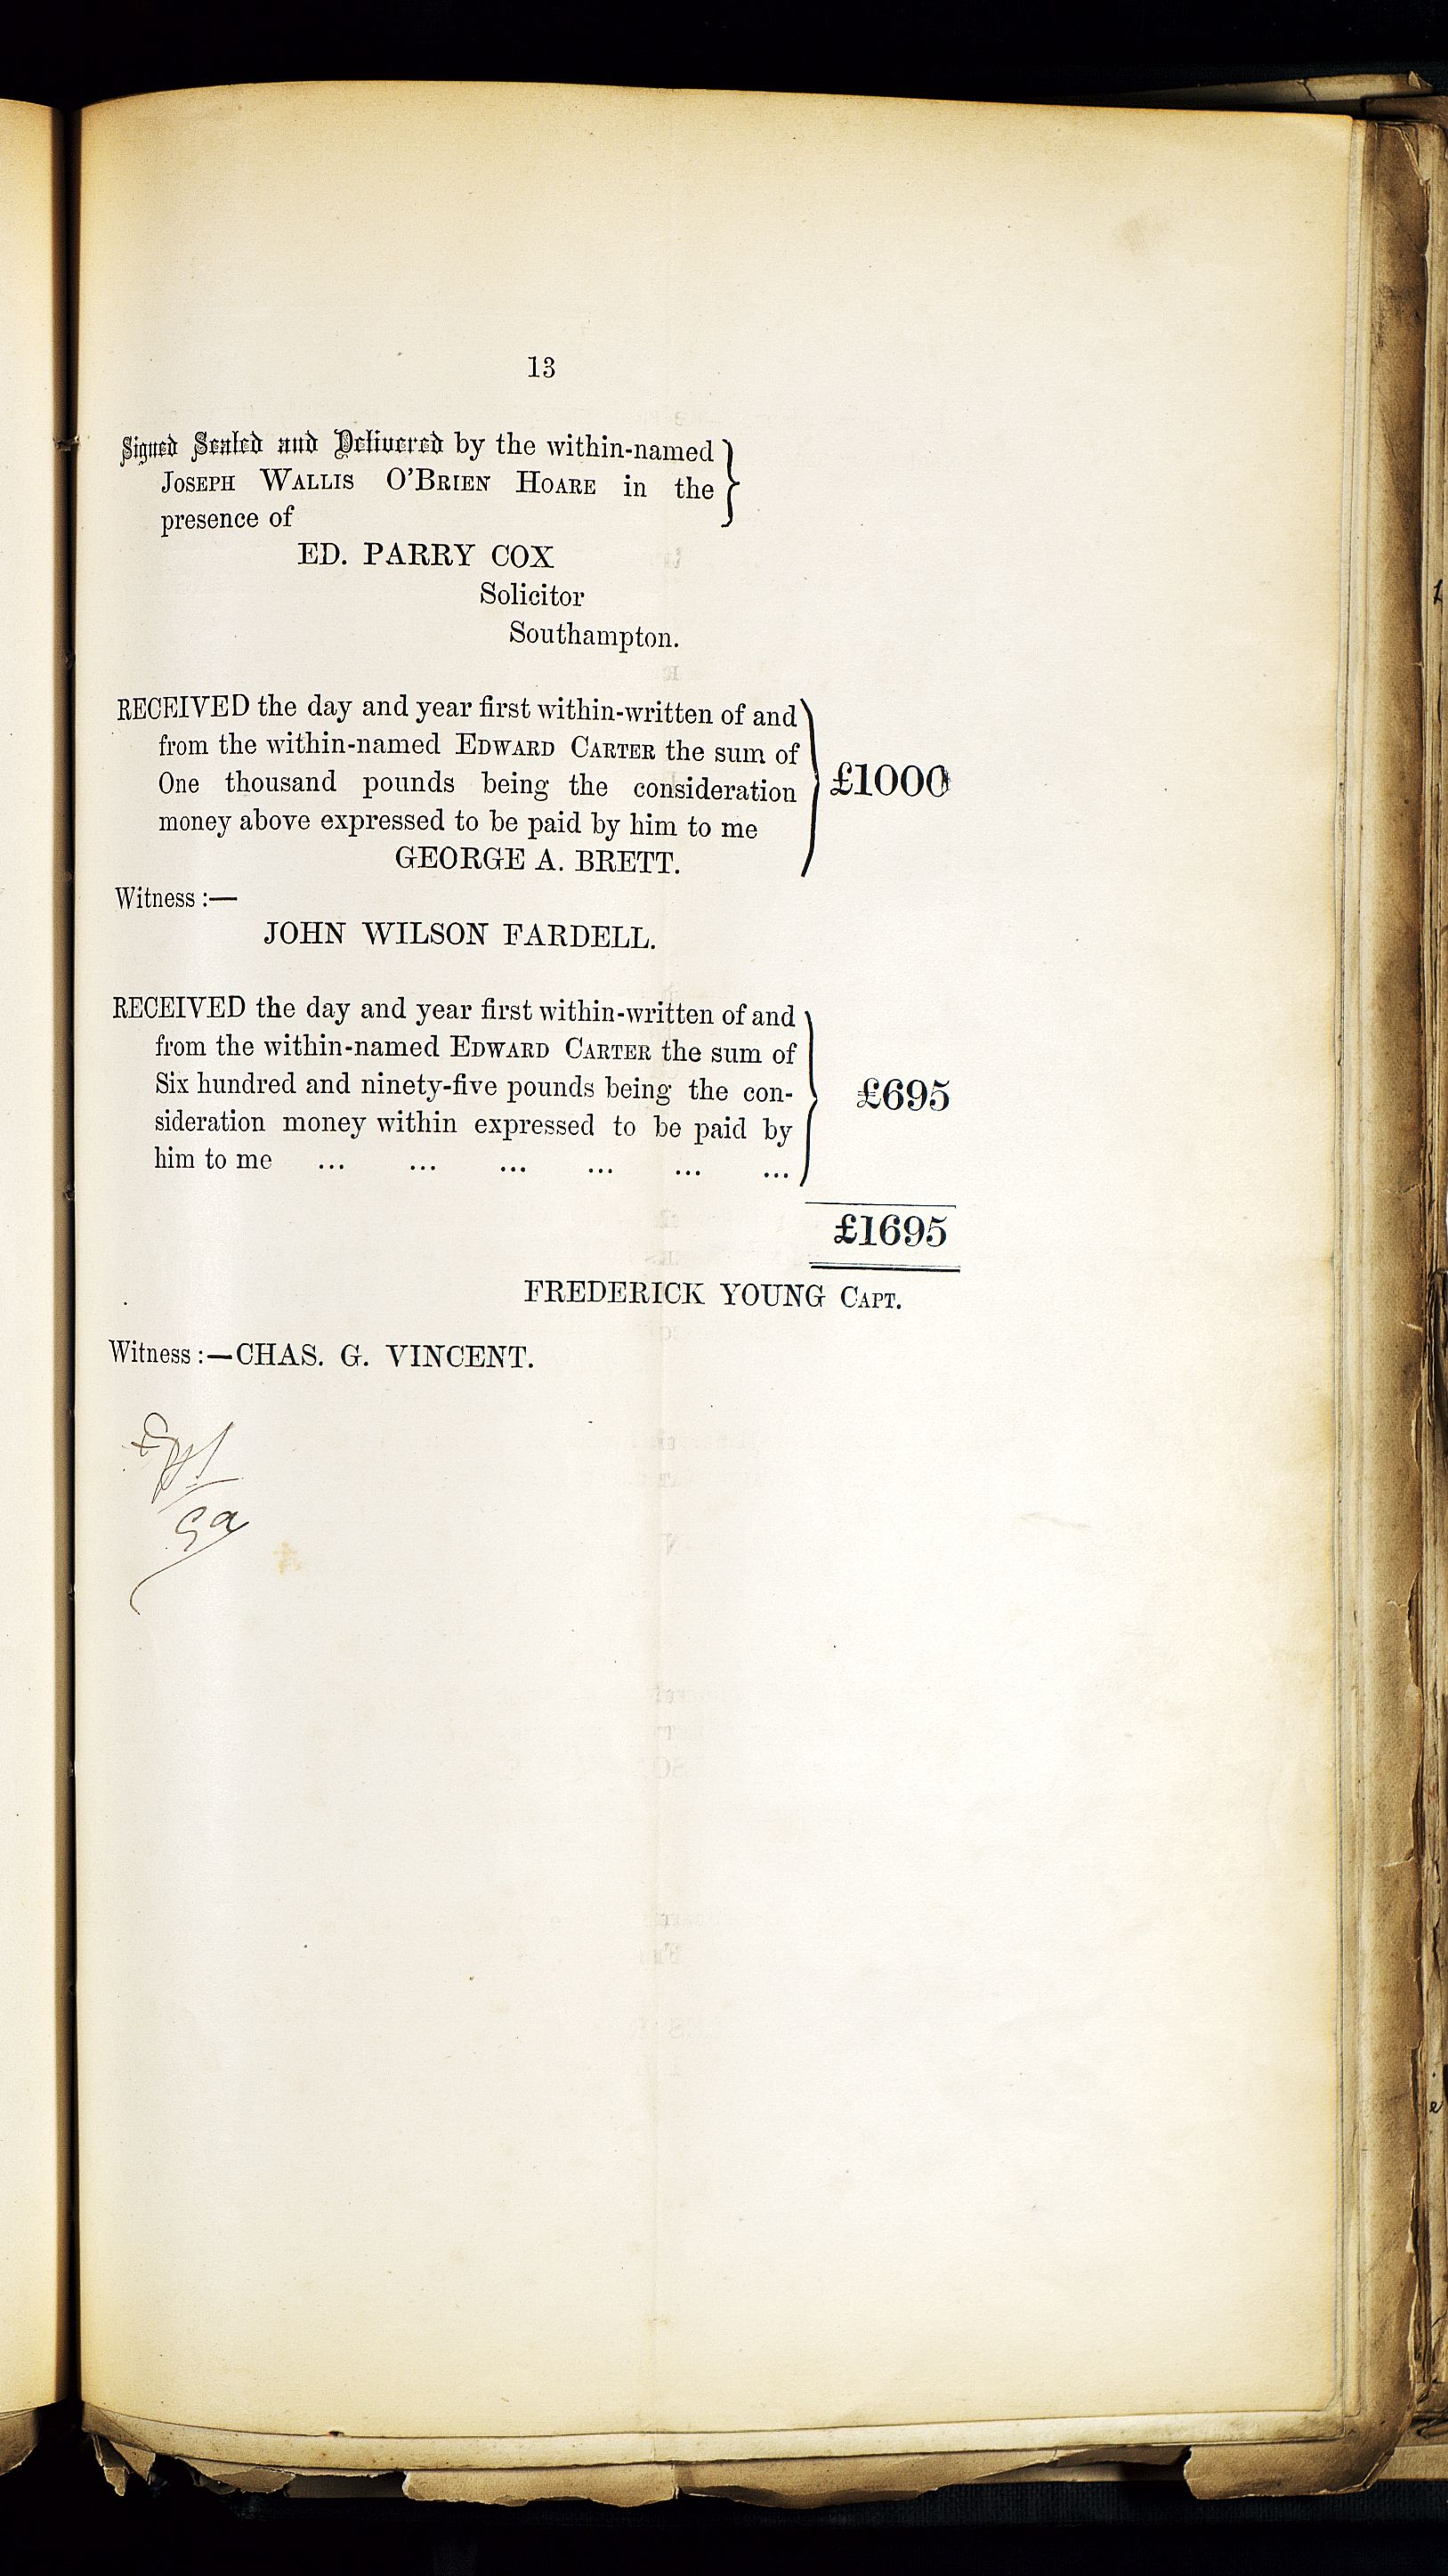 13
Signed Sealed and Delivered by the within-named
JOSEPH WALLIS O'BRIEN HOARE in the
presence of
ED. PARRY COX
Solicitor
Southampton.
RECEIVED the day and year first within-written of and
from the within-named EDWARD CARTER the sum of
One thousand pounds being the consideration
money above expressed to be paid by him to me
£1000
GEORGE A. BRETT.
Witness :—
JOHN WILSON FARDELL.
RECEIVED the day and year first within-written of and
from the within-named EDWARD CARTER the sum of
Six hundred and ninety-five pounds being the con-
sideration money within expressed to be paid by
him to me ... ... ... ... ... ...
£695
£1695
FREDERICK YOUNG CAPT.
Witness :—CHAS. G. VINCENT.